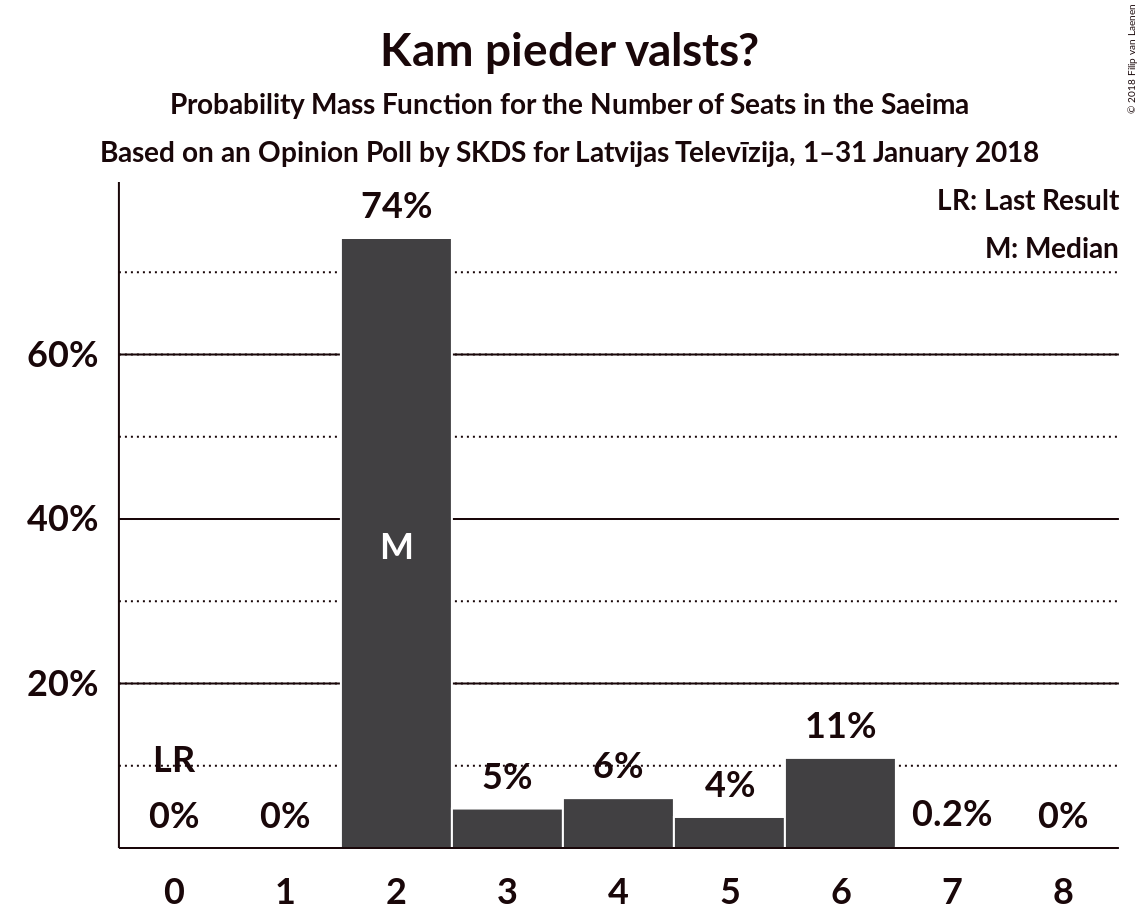 Kam pieder valsts?
Probability Mass Function for the Number of Seats in the Saeima
Based on an Opinion Poll by SKDS for Latvijas Televīzija, 1–31 January 2018
© 2018 Filip van Laenen
LR: Last Result
M: Median
74%
60%
40%
M
20%
11%
LR
5%
6%
4%
0%
0%
0.2%
0%
0 1 2 3 4 5 6 7 8